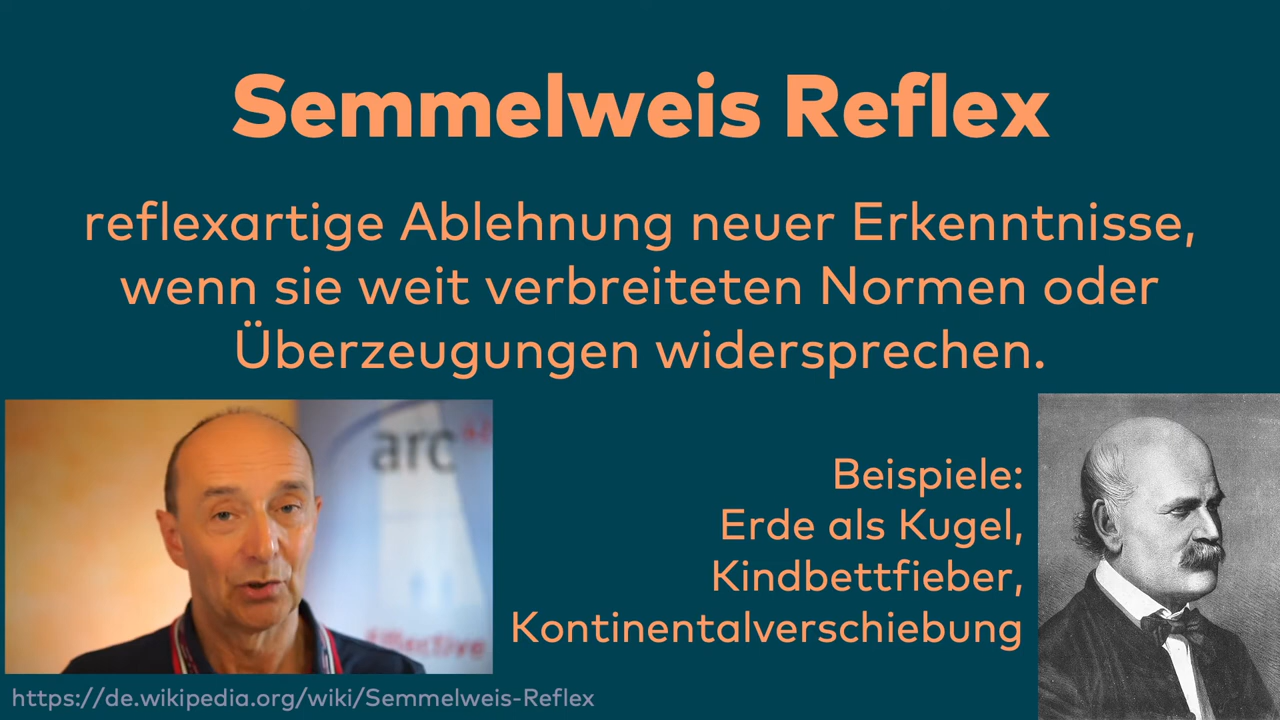 Semmelweis Reflex
reflexartige Ablehnung neuer Erkenntnisse,
wenn sie weit verbreiteten Normen oder
Überzeugungen widersprechen.
arc
Beispiele:
Erde als Kugel,
Kindbettfieber,
Kontinentalverschiebung
https://de.wikipedia.org/wiki/Semmelweis-Reflex